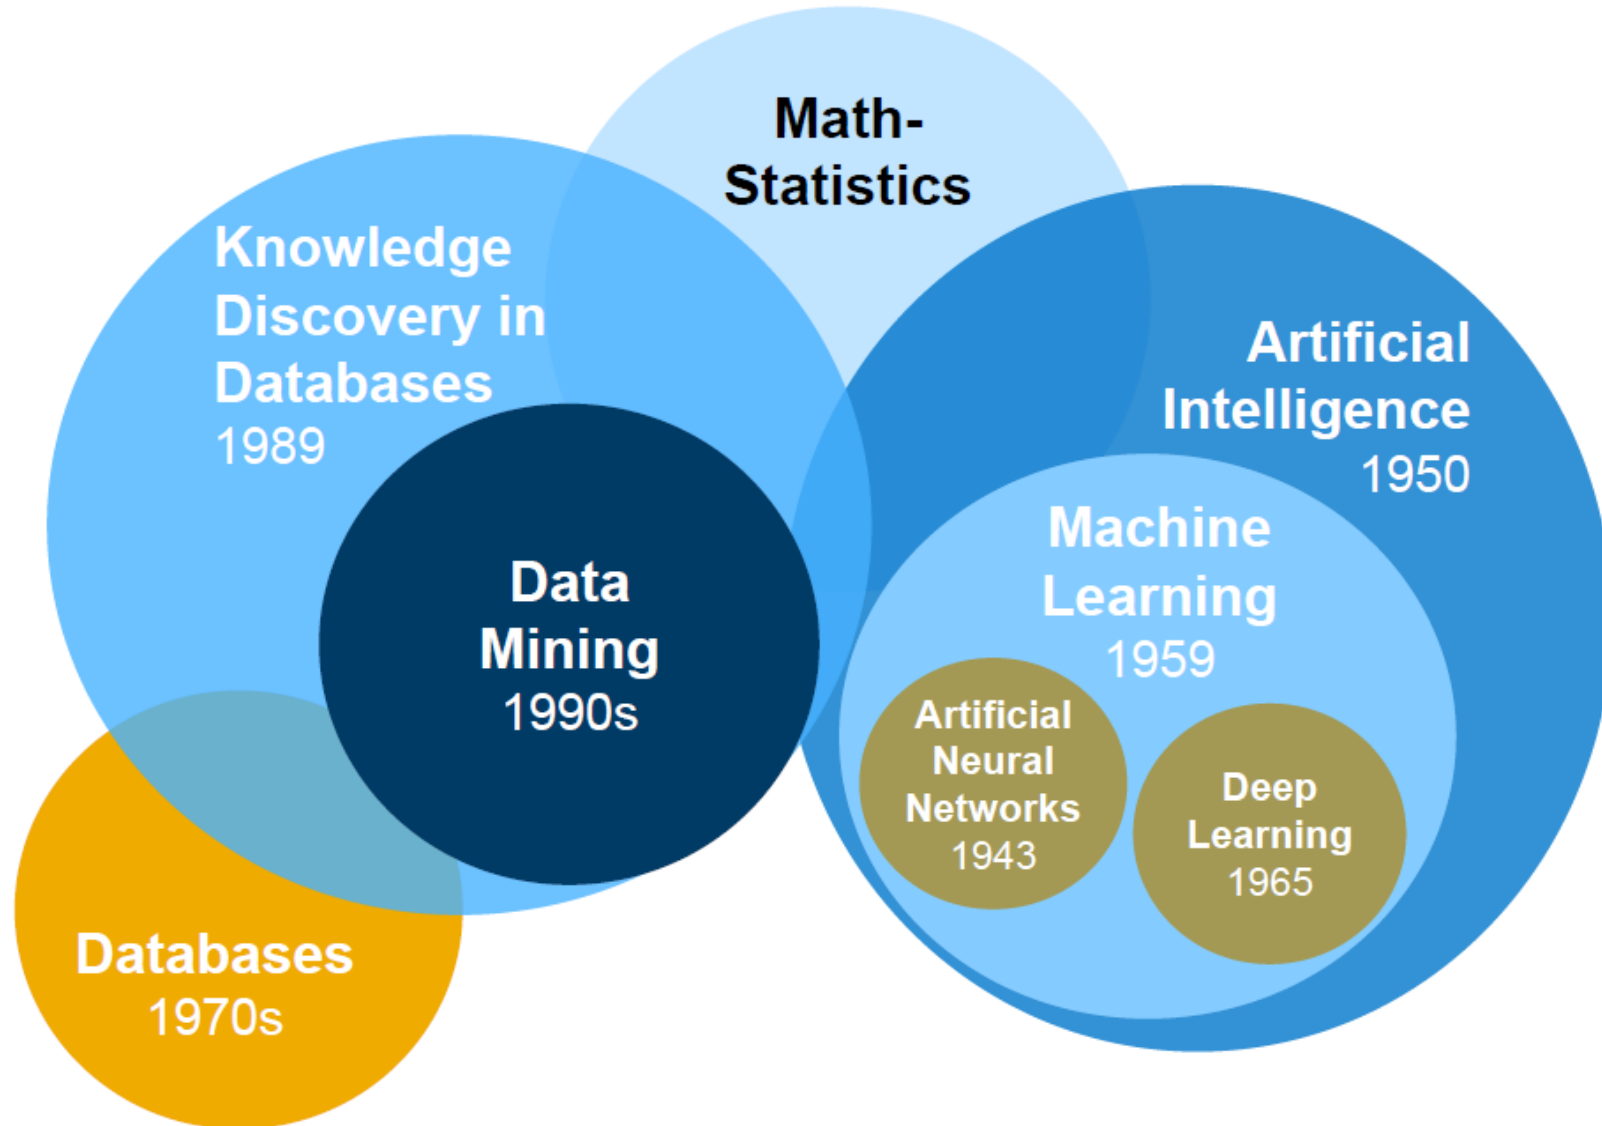 Math-
Statistics
Knowledge
Discovery in
Databases
1989
Artificial
Intelligence
1950
Machine
Learning
1959
Data
Mining
1990s
Artificial
Neural
Networks
1943
Deep
Learning
1965
Databases
1970s